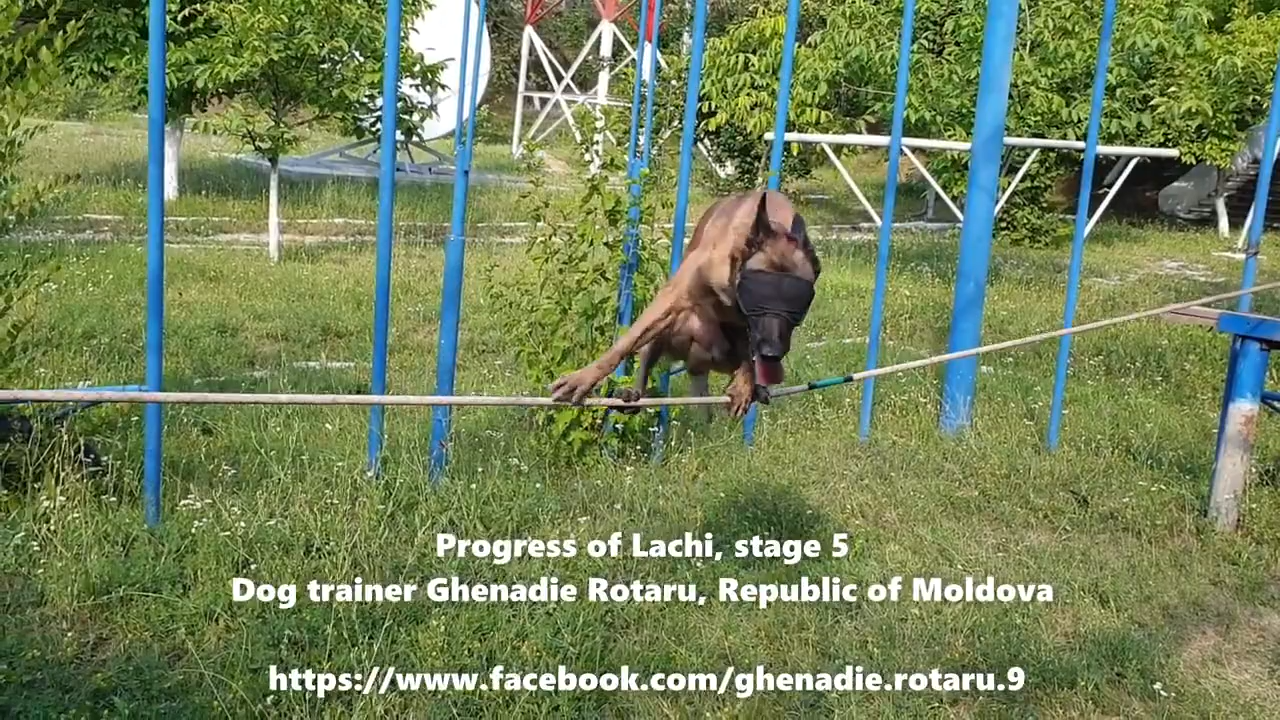 Progress of Lachi, stage 5
Dog trainer Ghenadie Rotaru, Republic of Moldova
https://www.facebook.com/ghenadie.rotaru.9